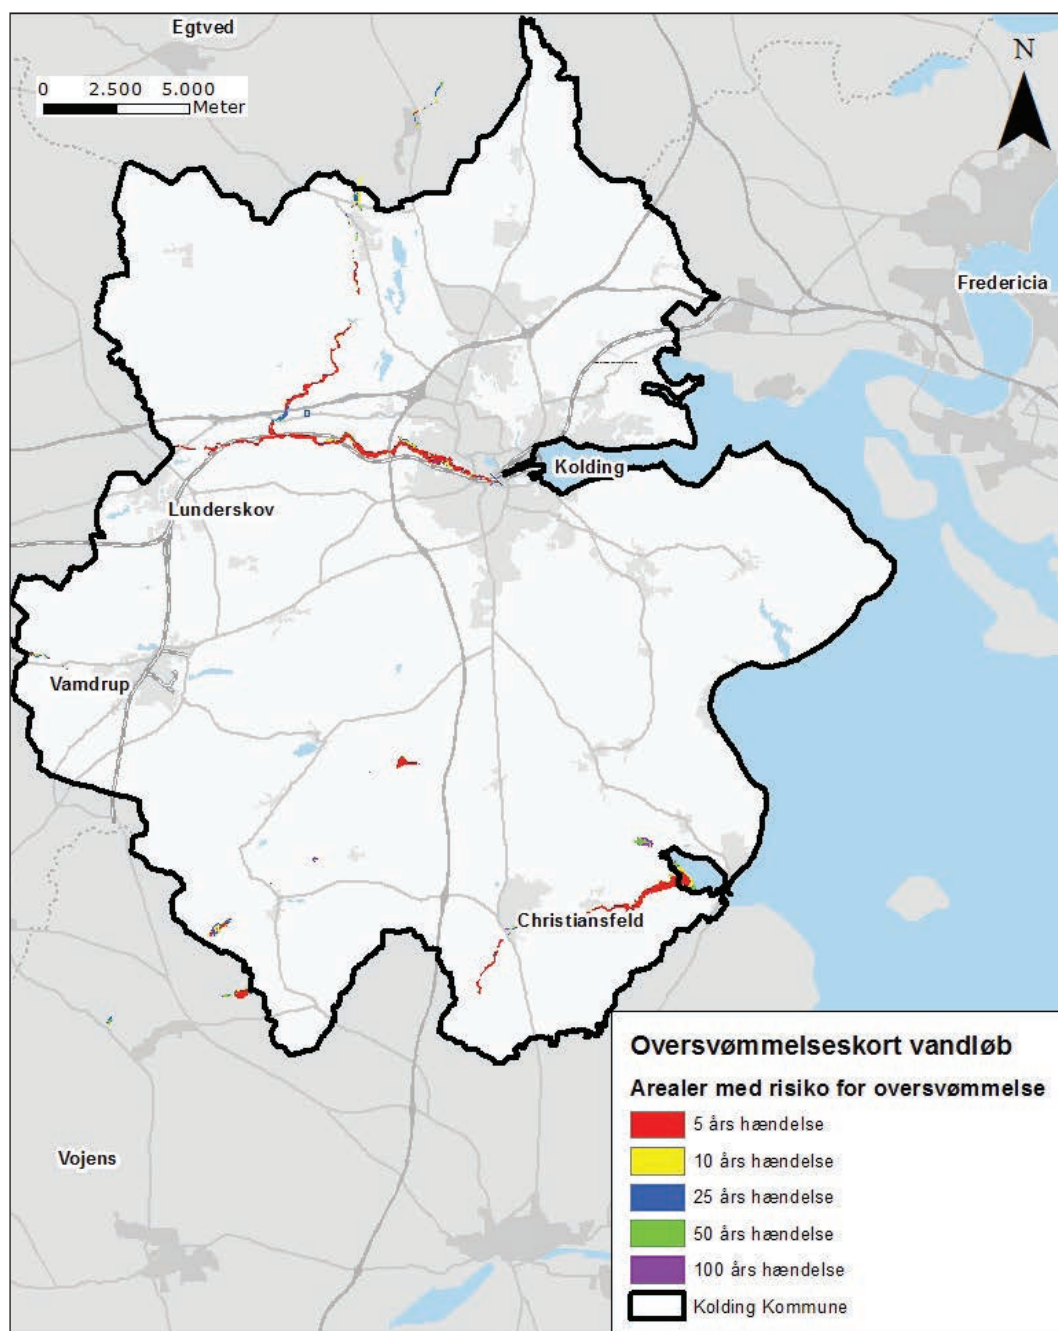 Egtved
0 2.500 5.000
Meter
N
Fredericia
Kolding
Lunderskov
Vamdrup
Christiansfeld
Vojens
Oversvømmelseskort vandløb
Arealer med risiko for oversvømmelse
5 års hændelse
10 års hændelse
25 års hændelse
50 års hændelse
100 års hændelse
Kolding Kommune